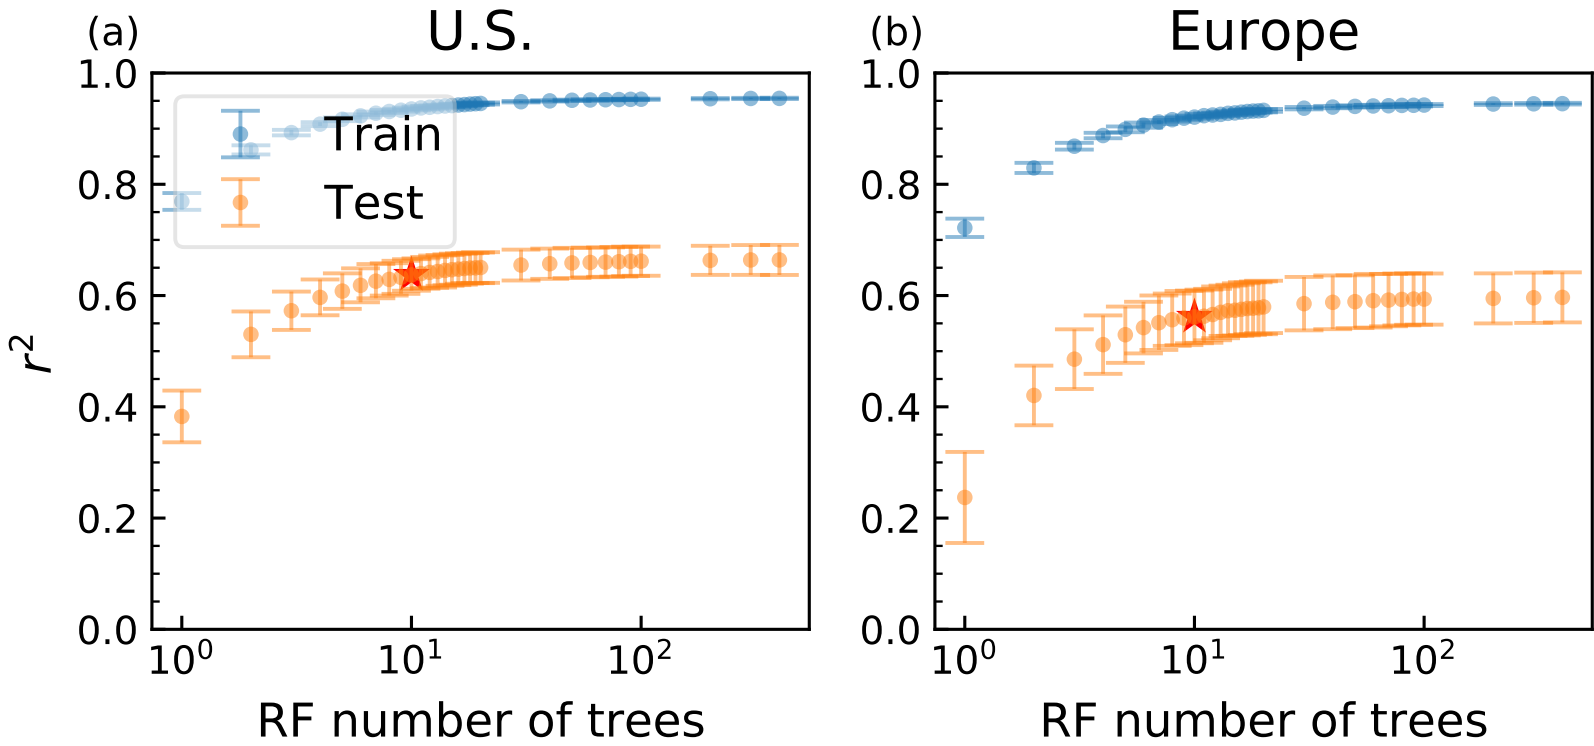 (a) U.S.
1.0
0.8
0.6
0.4
0.2
0.0
r²
Train
Test
10⁰ 10¹ 10²
RF number of trees
(b) Europe
1.0
0.8
0.6
0.4
0.2
0.0
10⁰ 10¹ 10²
RF number of trees